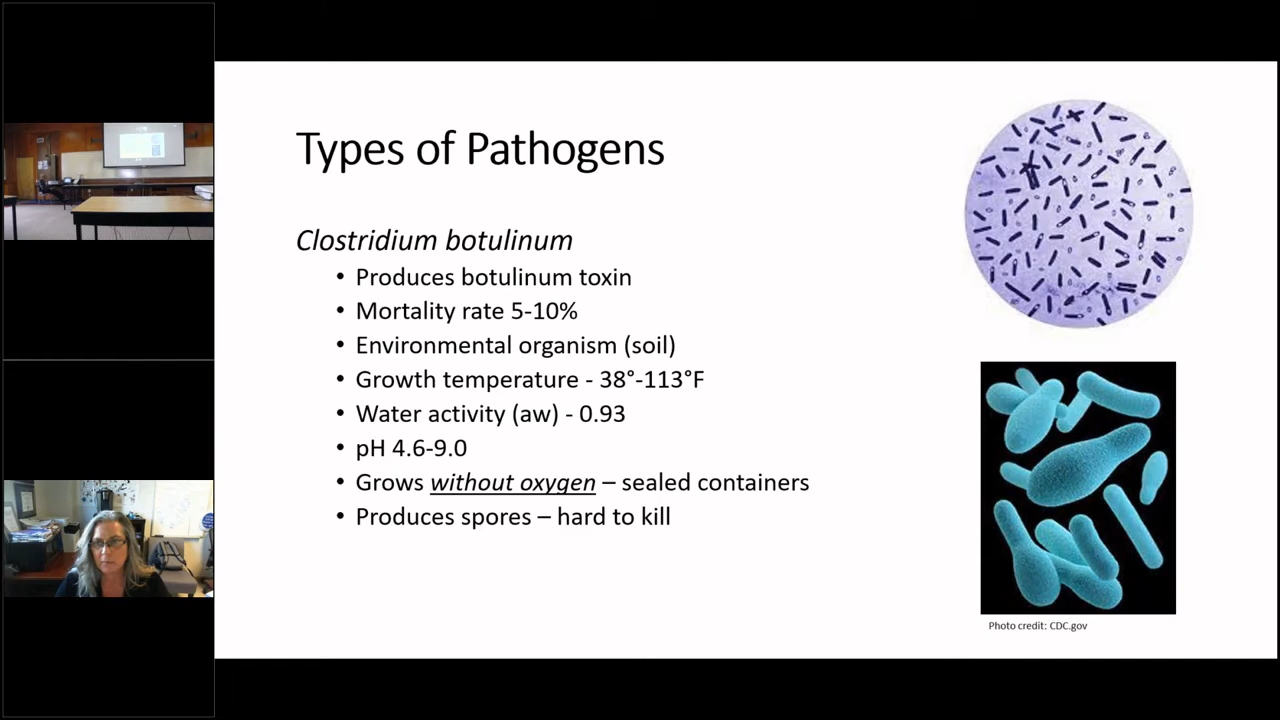 Types of Pathogens
Clostridium botulinum
• Produces botulinum toxin
• Mortality rate 5-10%
• Environmental organism (soil)
• Growth temperature - 38°-113°F
• Water activity (aw) - 0.93
• pH 4.6-9.0
• Grows without oxygen – sealed containers
• Produces spores – hard to kill
Photo credit: CDC.gov